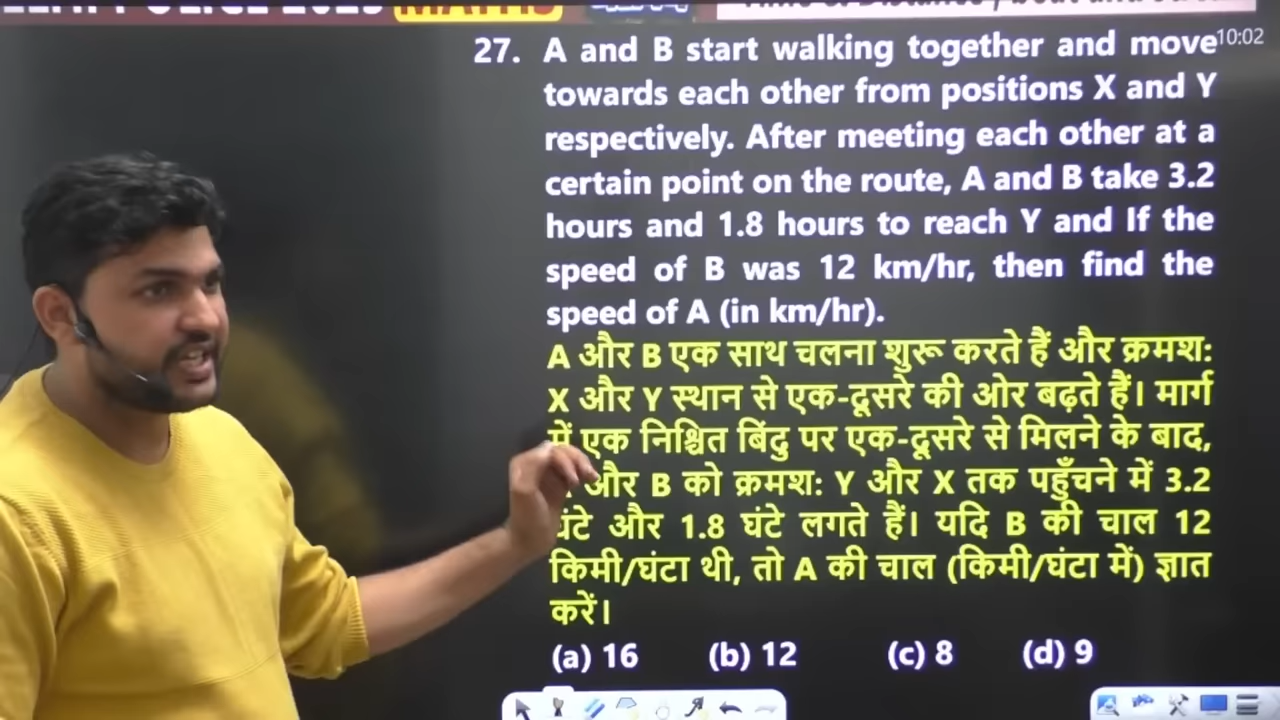 MATHS
10:02
27. A and B start walking together and move
towards each other from positions X and Y
respectively. After meeting each other at a
certain point on the route, A and B take 3.2
hours and 1.8 hours to reach Y and If the
speed of B was 12 km/hr, then find the
speed of A (in km/hr).
A और B एक साथ चलना शुरू करते हैं और क्रमश:
X और Y स्थान से एक-दूसरे की ओर बढ़ते हैं। मार्ग
में एक निश्चित बिंदु पर एक-दूसरे से मिलने के बाद,
और B को क्रमश: Y और X तक पहुँचने में 3.2
घंटे और 1.8 घंटे लगते हैं। यदि B की चाल 12
किमी/घंटा थी, तो A की चाल (किमी/घंटा में) ज्ञात
करें।
(a) 16 (b) 12 (c) 8 (d) 9